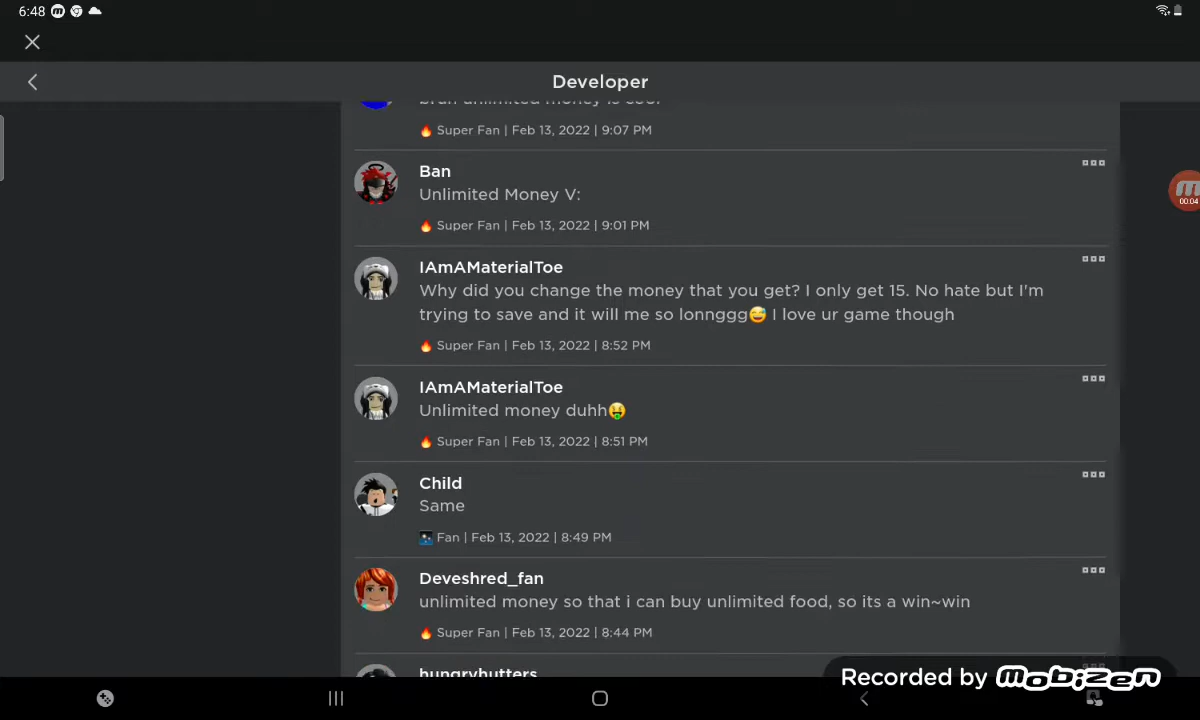 6:48
Developer
bruh unlimited money is cool
🔥 Super Fan | Feb 13, 2022 | 9:07 PM
Ban
Unlimited Money V:
🔥 Super Fan | Feb 13, 2022 | 9:01 PM
IAmAMaterialToe
Why did you change the money that you get? I only get 15. No hate but I'm
trying to save and it will me so lonnggg😅 I love ur game though
🔥 Super Fan | Feb 13, 2022 | 8:52 PM
IAmAMaterialToe
Unlimited money duhh🤑
🔥 Super Fan | Feb 13, 2022 | 8:51 PM
Child
Same
Fan | Feb 13, 2022 | 8:49 PM
Deveshred_fan
unlimited money so that i can buy unlimited food, so its a win~win
🔥 Super Fan | Feb 13, 2022 | 8:44 PM
hungryhutters
00:04
Recorded by mobizen